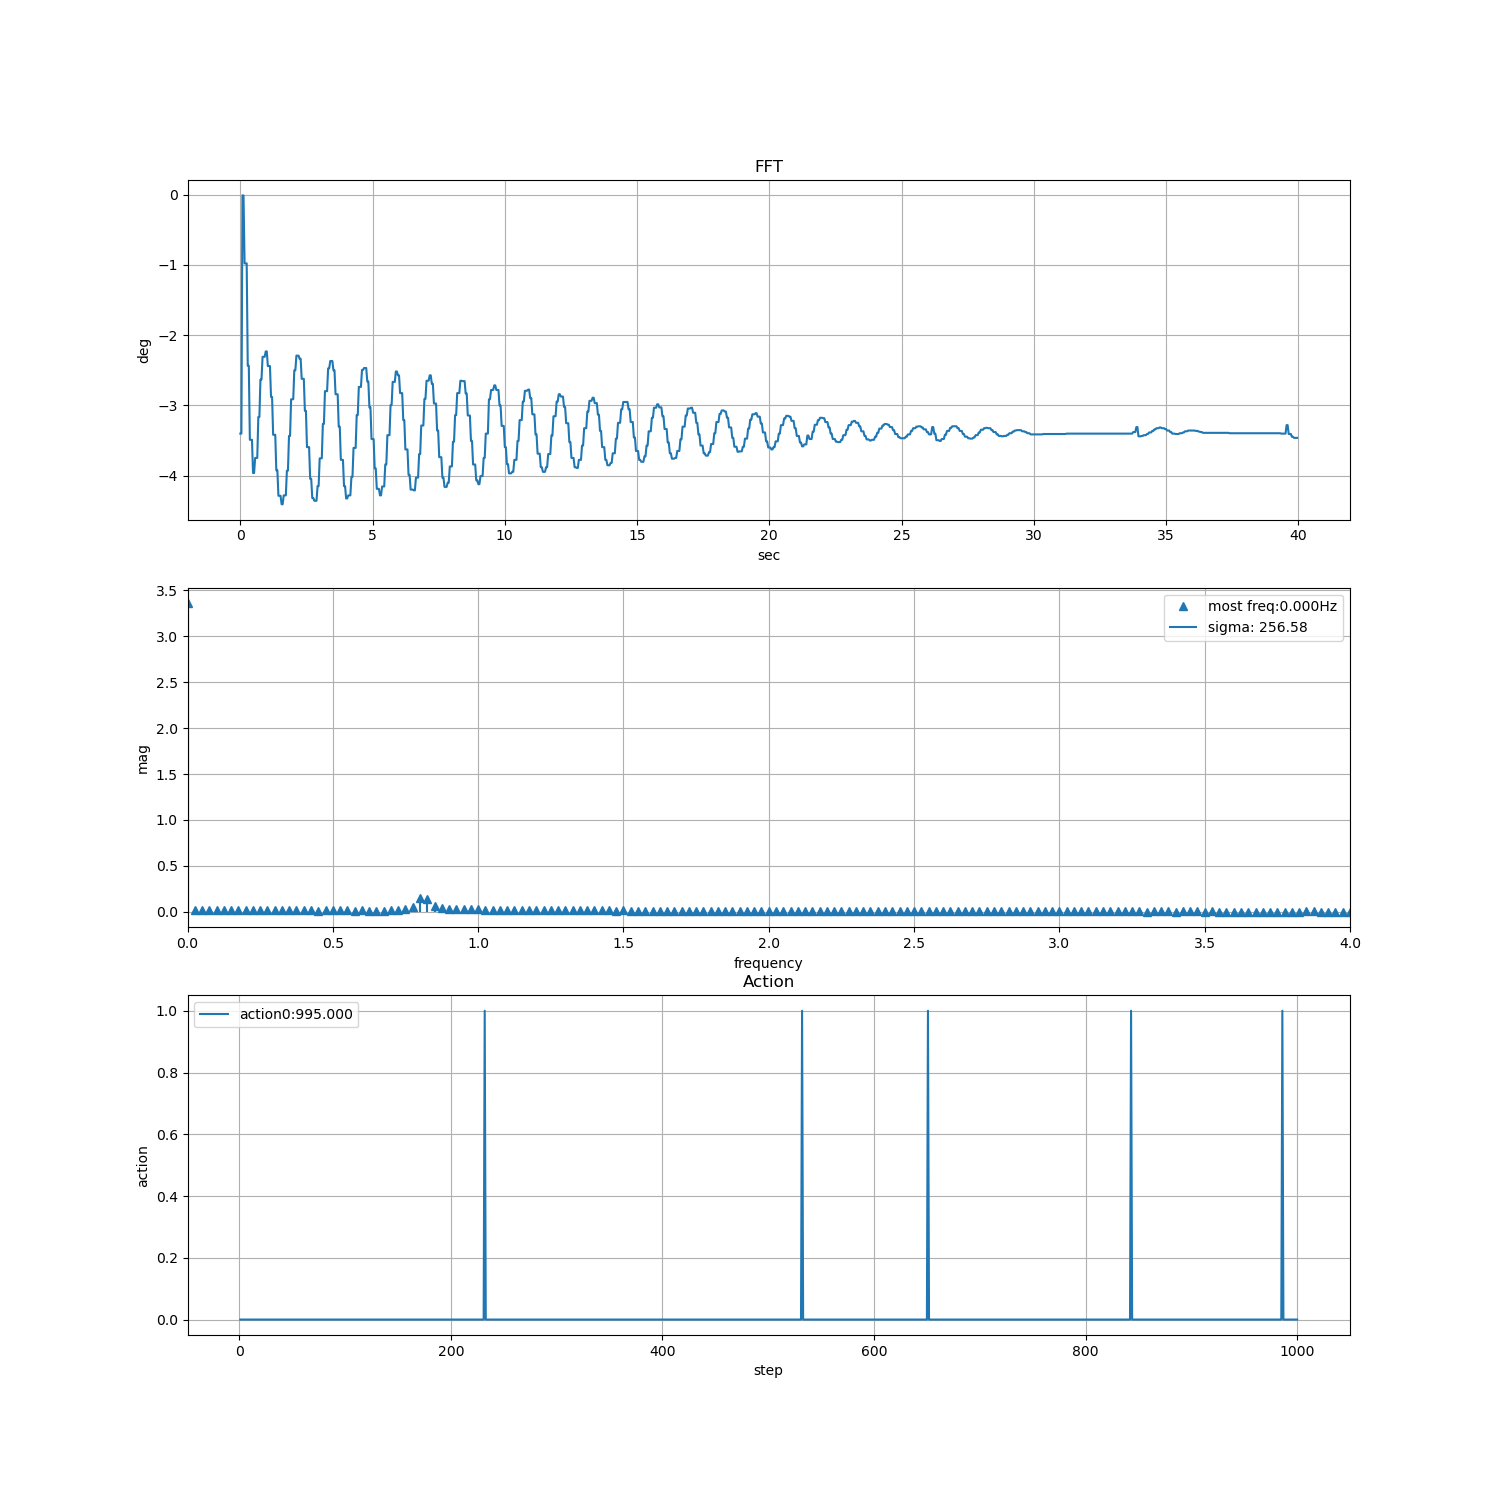 FFT
0
−1
−2
−3
−4
deg
0 5 10 15 20 25 30 35 40
sec
3.5
3.0
2.5
2.0
1.5
1.0
0.5
0.0
mag
most freq:0.000Hz
sigma: 256.58
0.0 0.5 1.0 1.5 2.0 2.5 3.0 3.5 4.0
frequency
Action
1.0
0.8
0.6
0.4
0.2
0.0
action
action0:995.000
0 200 400 600 800 1000
step